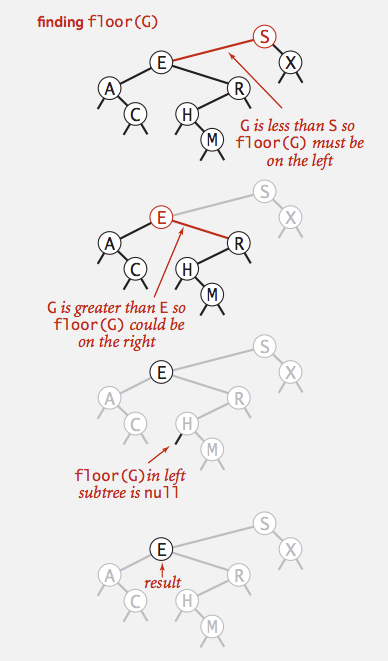 finding floor(G)
S
E
X
A
R
C
H
M
G is less than S so
floor(G) must be
on the left
S
E
X
A
R
C
H
M
G is greater than E so
floor(G) could be
on the right
S
E
X
A
R
C
H
M
floor(G)in left
subtree is null
S
E
X
A
R
result
C
H
M